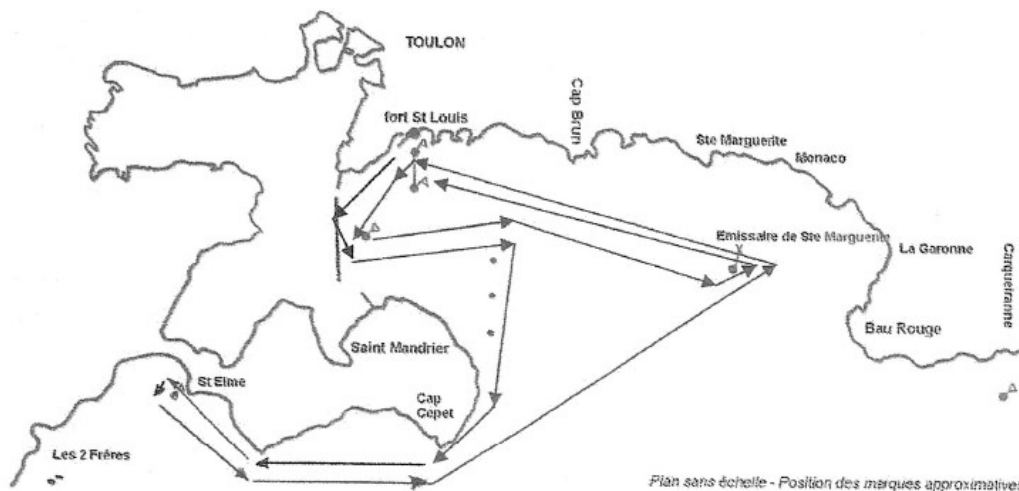 TOULON
fort St Louis
Cap Brun
Ste Marguerite
Monaco
Emissaire de Ste Marguerite
La Garonne
Carqueiranne
Bau Rouge
Saint Mandrier
St Elme
Cap
Cepet
Les 2 Fréres
Plan sans échelle - Position des marques approximatives